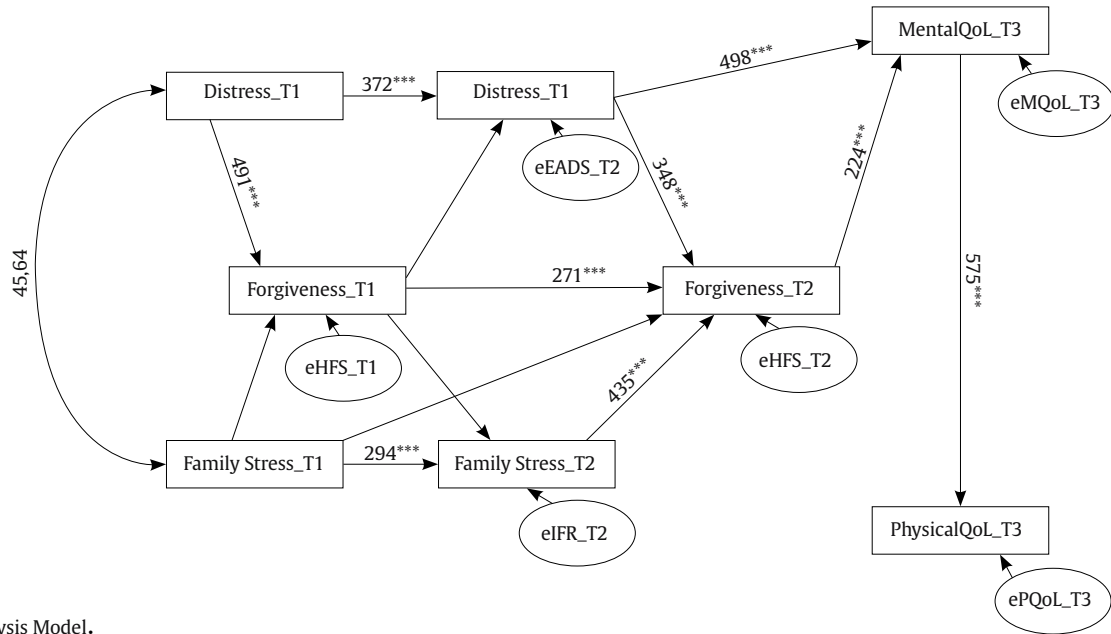 MentalQoL_T3
498***
eMQoL_T3
Distress_T1
372***
Distress_T1
eEADS_T2
491***
348***
224***
45,64
Forgiveness_T1
271***
Forgiveness_T2
575***
eHFS_T1
eHFS_T2
435***
Family Stress_T1
294***
Family Stress_T2
eIFR_T2
PhysicalQoL_T3
ePQoL_T3
ysis Model.